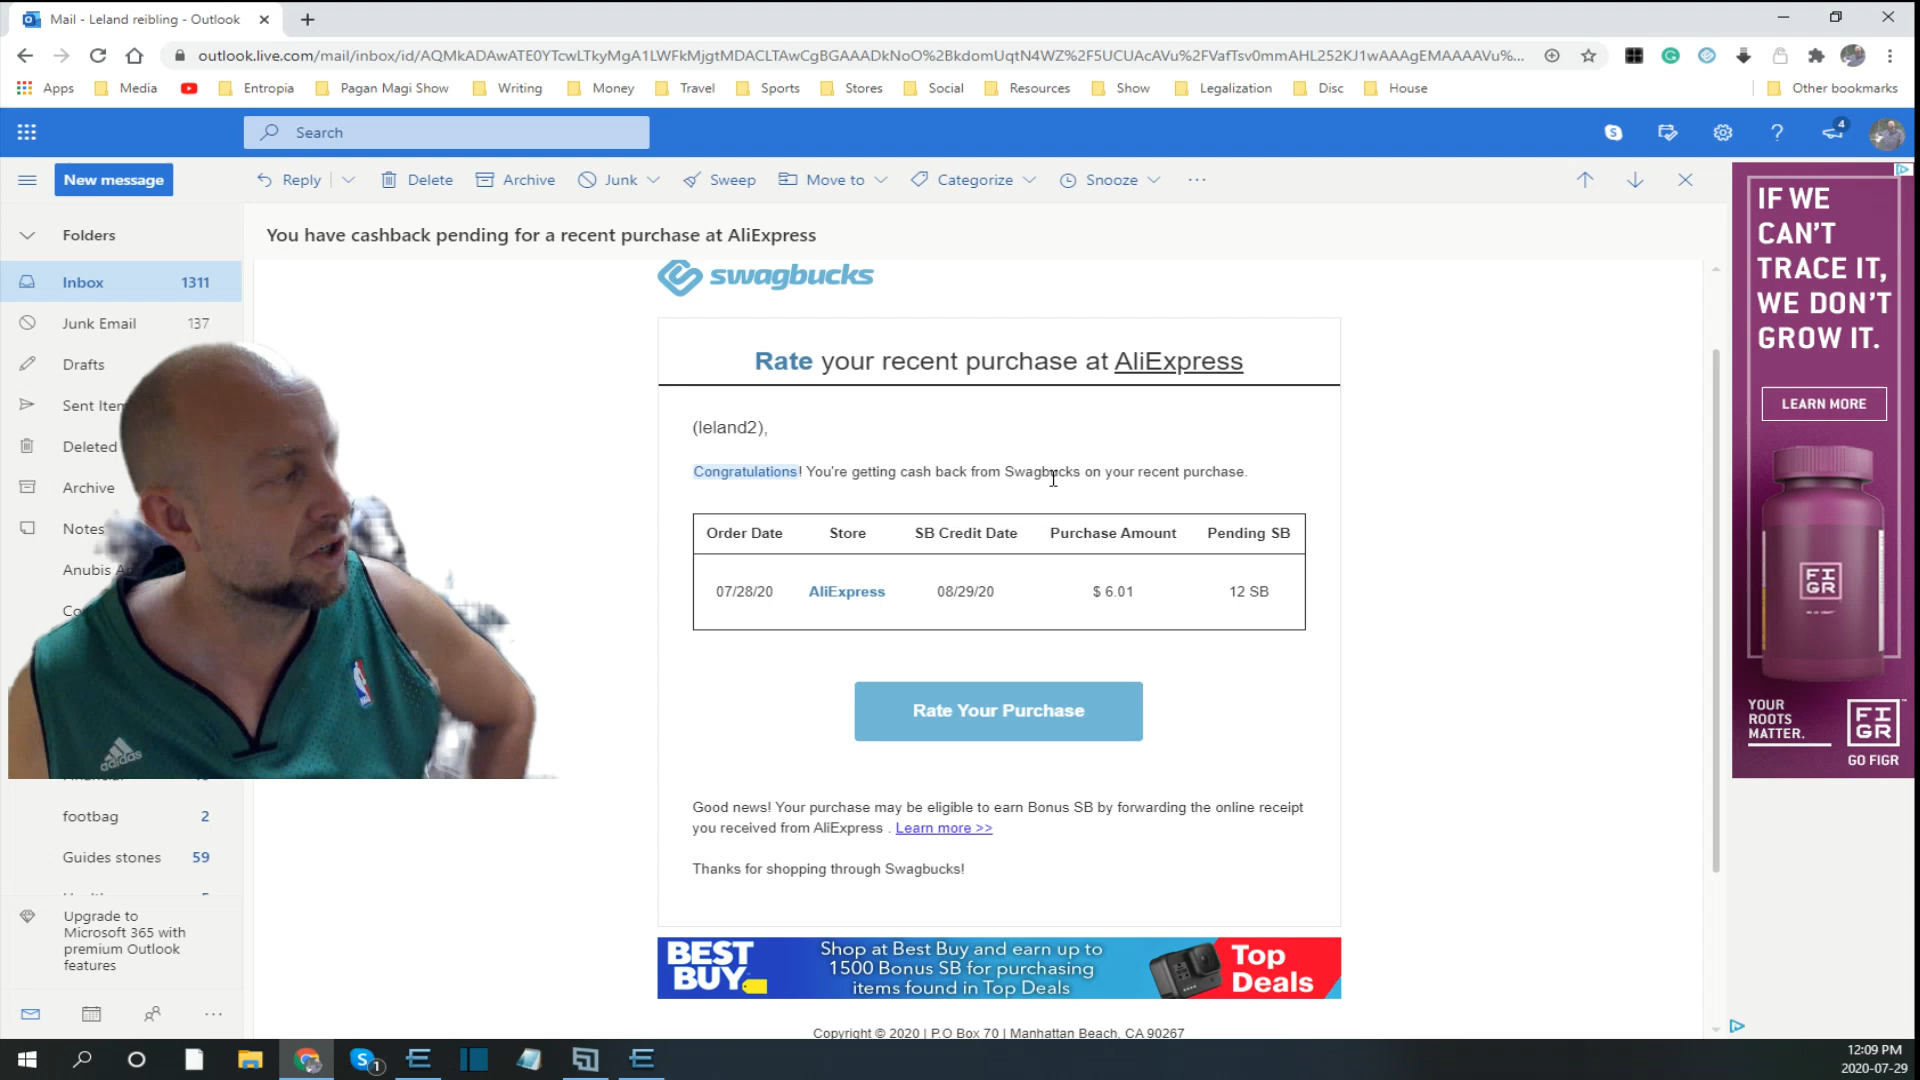 Mail - Leland reibling - Outlook
outlook.live.com/mail/inbox/id/AQMkADAwATE0YTcwLTkyMgA1LWFkMjgtMDACLTAwCgBGAAADkNoO%2BkdomUqtN4WZ%2F5UCUAcAVu%2FVafTsv0mmAHL252KJ1wAAAgEMAAAAVu%...
Apps
Media
Entropia
Pagan Magi Show
Writing
Money
Travel
Sports
Stores
Social
Resources
Show
Legalization
Disc
House
Other bookmarks
Search
4
New message
Reply
Delete
Archive
Junk
Sweep
Move to
Categorize
Snooze
Folders
You have cashback pending for a recent purchase at AliExpress
Inbox 1311
Junk Email 137
Drafts
Sent Iten
Deleted
Archive
Notes
Anubis A
footbag 2
Guides stones 59
Upgrade to
Microsoft 365 with
premium Outlook
features
swagbucks
Rate your recent purchase at AliExpress
(leland2),
Congratulations! You're getting cash back from Swagbucks on your recent purchase.
Order Date Store SB Credit Date Purchase Amount Pending SB
07/28/20 AliExpress 08/29/20 $ 6.01 12 SB
Rate Your Purchase
Good news! Your purchase may be eligible to earn Bonus SB by forwarding the online receipt
you received from AliExpress . Learn more >>
Thanks for shopping through Swagbucks!
BEST
BUY
Shop at Best Buy and earn up to
1500 Bonus SB for purchasing
items found in Top Deals
Top
Deals
Copyright © 2020 | P.O Box 70 | Manhattan Beach, CA 90267
IF WE
CAN'T
TRACE IT,
WE DON'T
GROW IT.
LEARN MORE
FI
GR
YOUR
ROOTS
MATTER.
FI
GR
GO FIGR
adidas
1
12:09 PM
2020-07-29